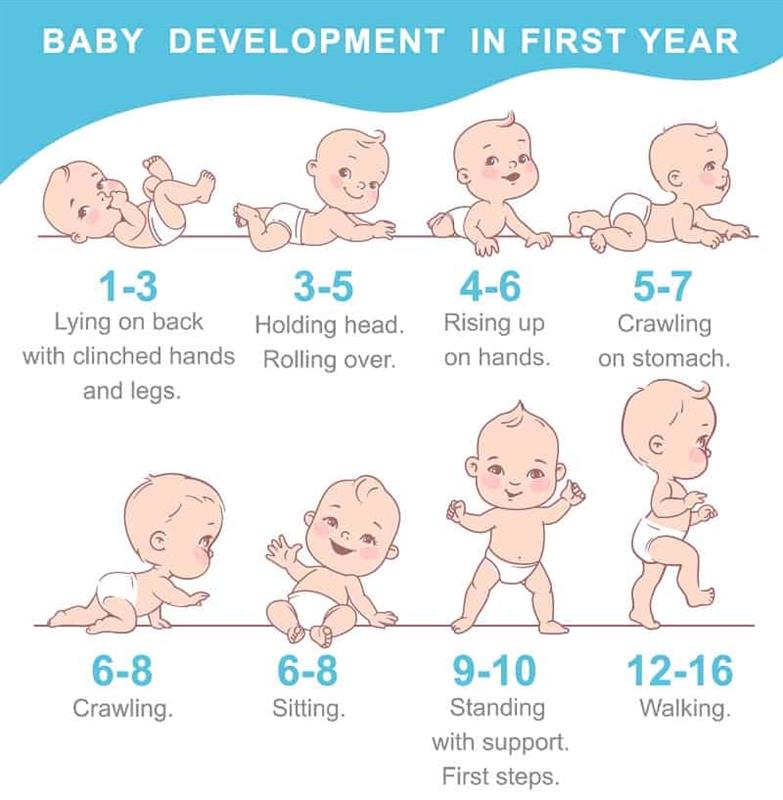 BABY DEVELOPMENT IN FIRST YEAR
1-3
Lying on back
with clinched hands
and legs.
3-5
Holding head.
Rolling over.
4-6
Rising up
on hands.
5-7
Crawling
on stomach.
6-8
Crawling.
6-8
Sitting.
9-10
Standing
with support.
First steps.
12-16
Walking.